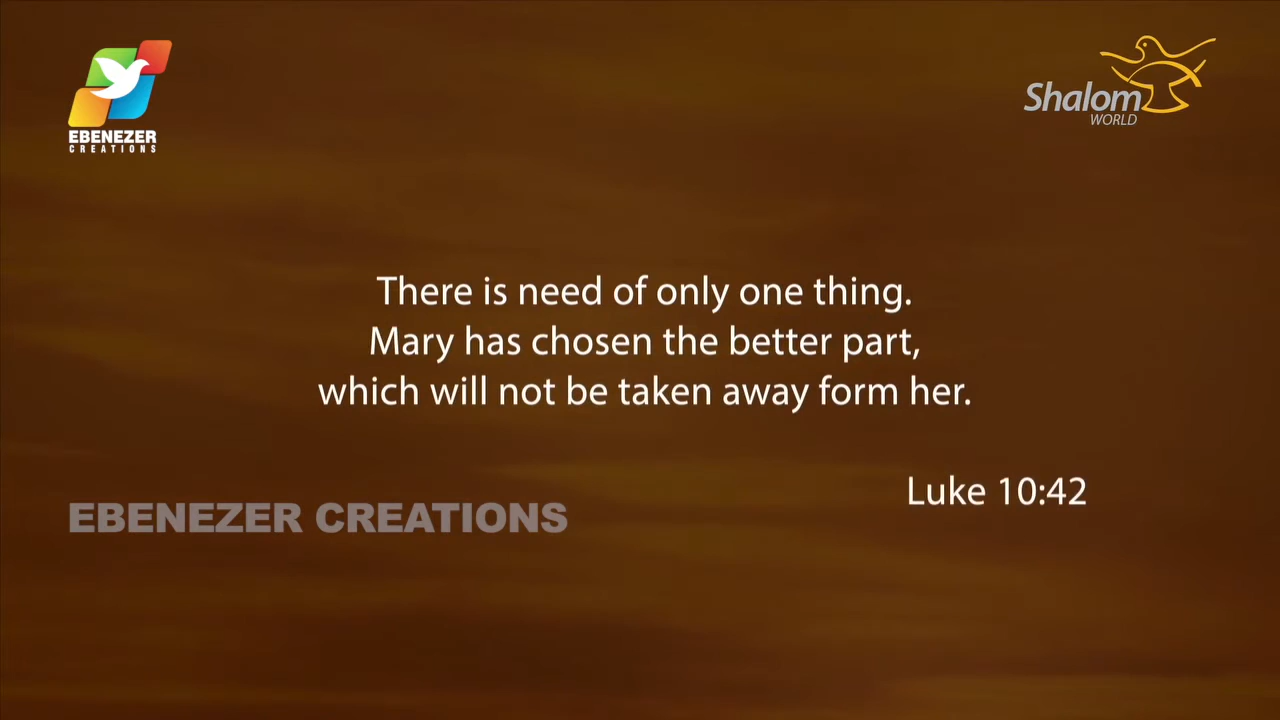 EBENEZER
CREATIONS
Shalom
WORLD
There is need of only one thing.
Mary has chosen the better part,
which will not be taken away form her.
Luke 10:42
EBENEZER CREATIONS